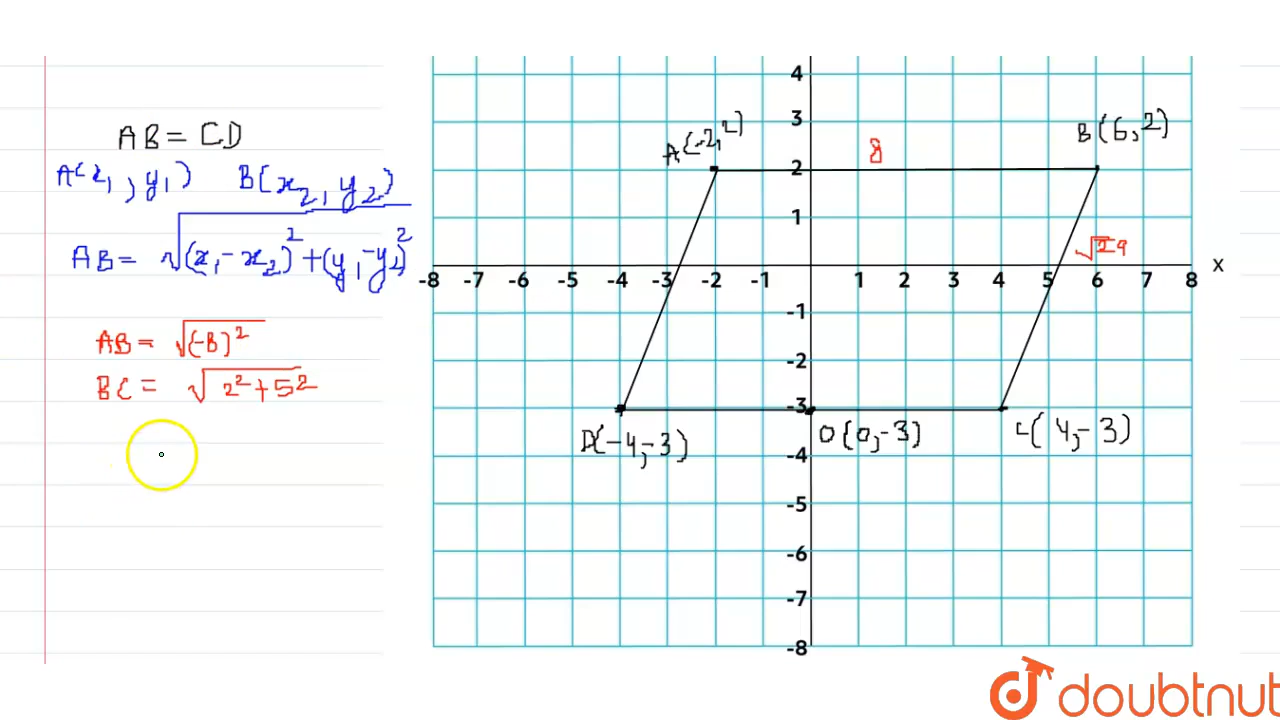 AB = CD
A(x₁, y₁) B(x₂, y₂)
AB = √(x₁-x₂)²+(y₁-y₂)²
AB = √(-8)²
BC = √2²+5²
4
3
2
1
-8 -7 -6 -5 -4 -3 -2 -1 1 2 3 4 5 6 7 8 x
-1
-2
-3
-4
-5
-6
-7
-8
A(-2,2)
B(6,2)
8
√29
D(-4,-3)
O(0,-3)
C(4,-3)
doubtnut